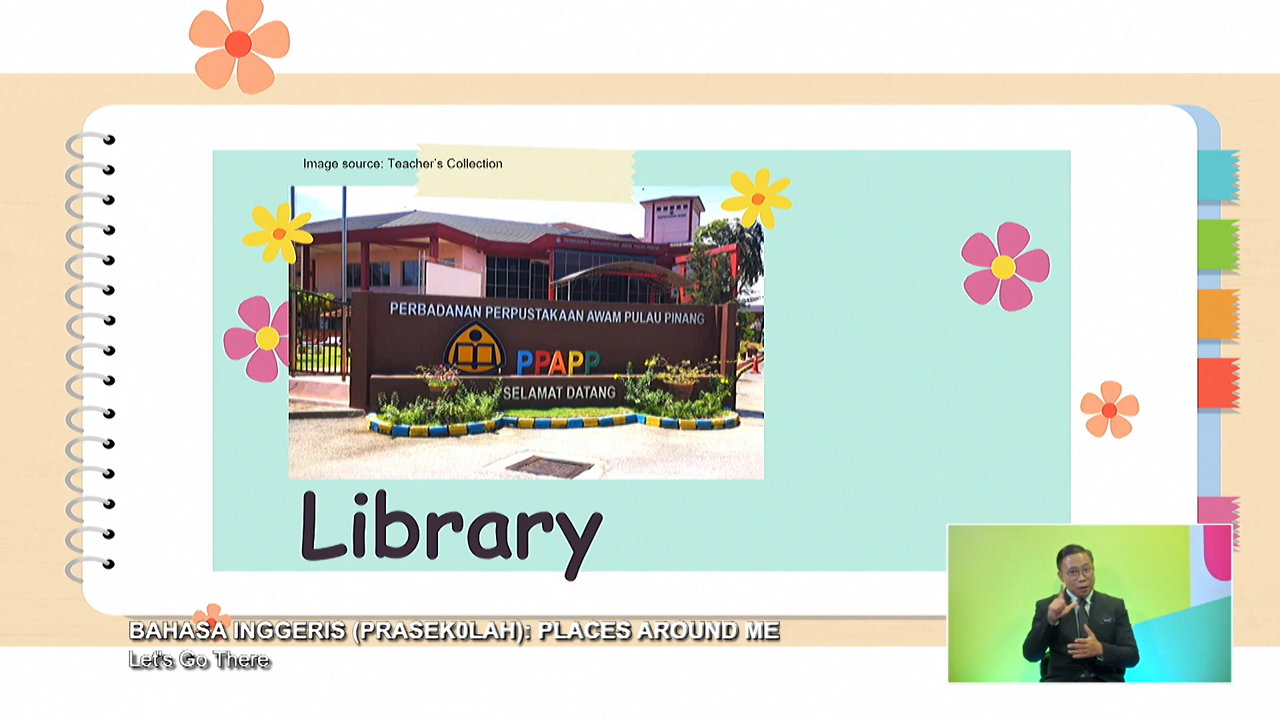 Image source: Teacher's Collection
PERBADANAN PERPUSTAKAAN AWAM PULAU PINANG
PPAPP
SELAMAT DATANG
Library
BAHASA INGGERIS (PRASEK0LAH): PLACES AROUND ME
Let's Go There